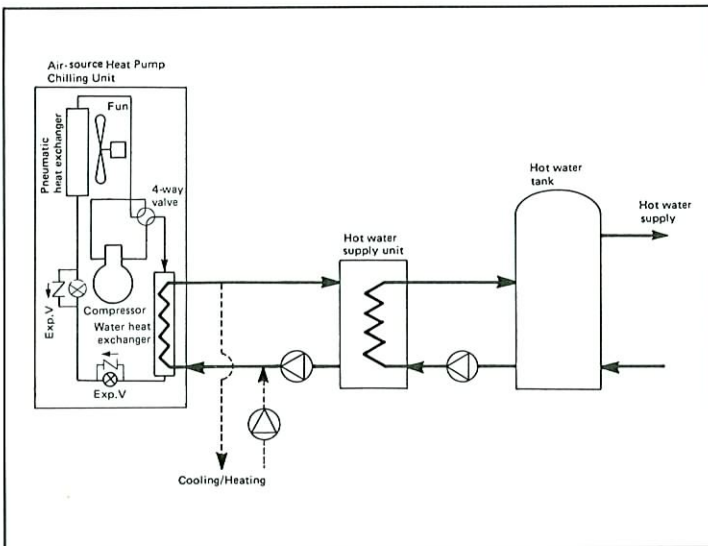 Air-source Heat Pump
Chilling Unit
Fun
Pneumatic
heat exchanger
4-way
valve
Exp.V
Compressor
Water heat
exchanger
Exp.V
Hot water
supply unit
Hot water
tank
Hot water
supply
Cooling/Heating